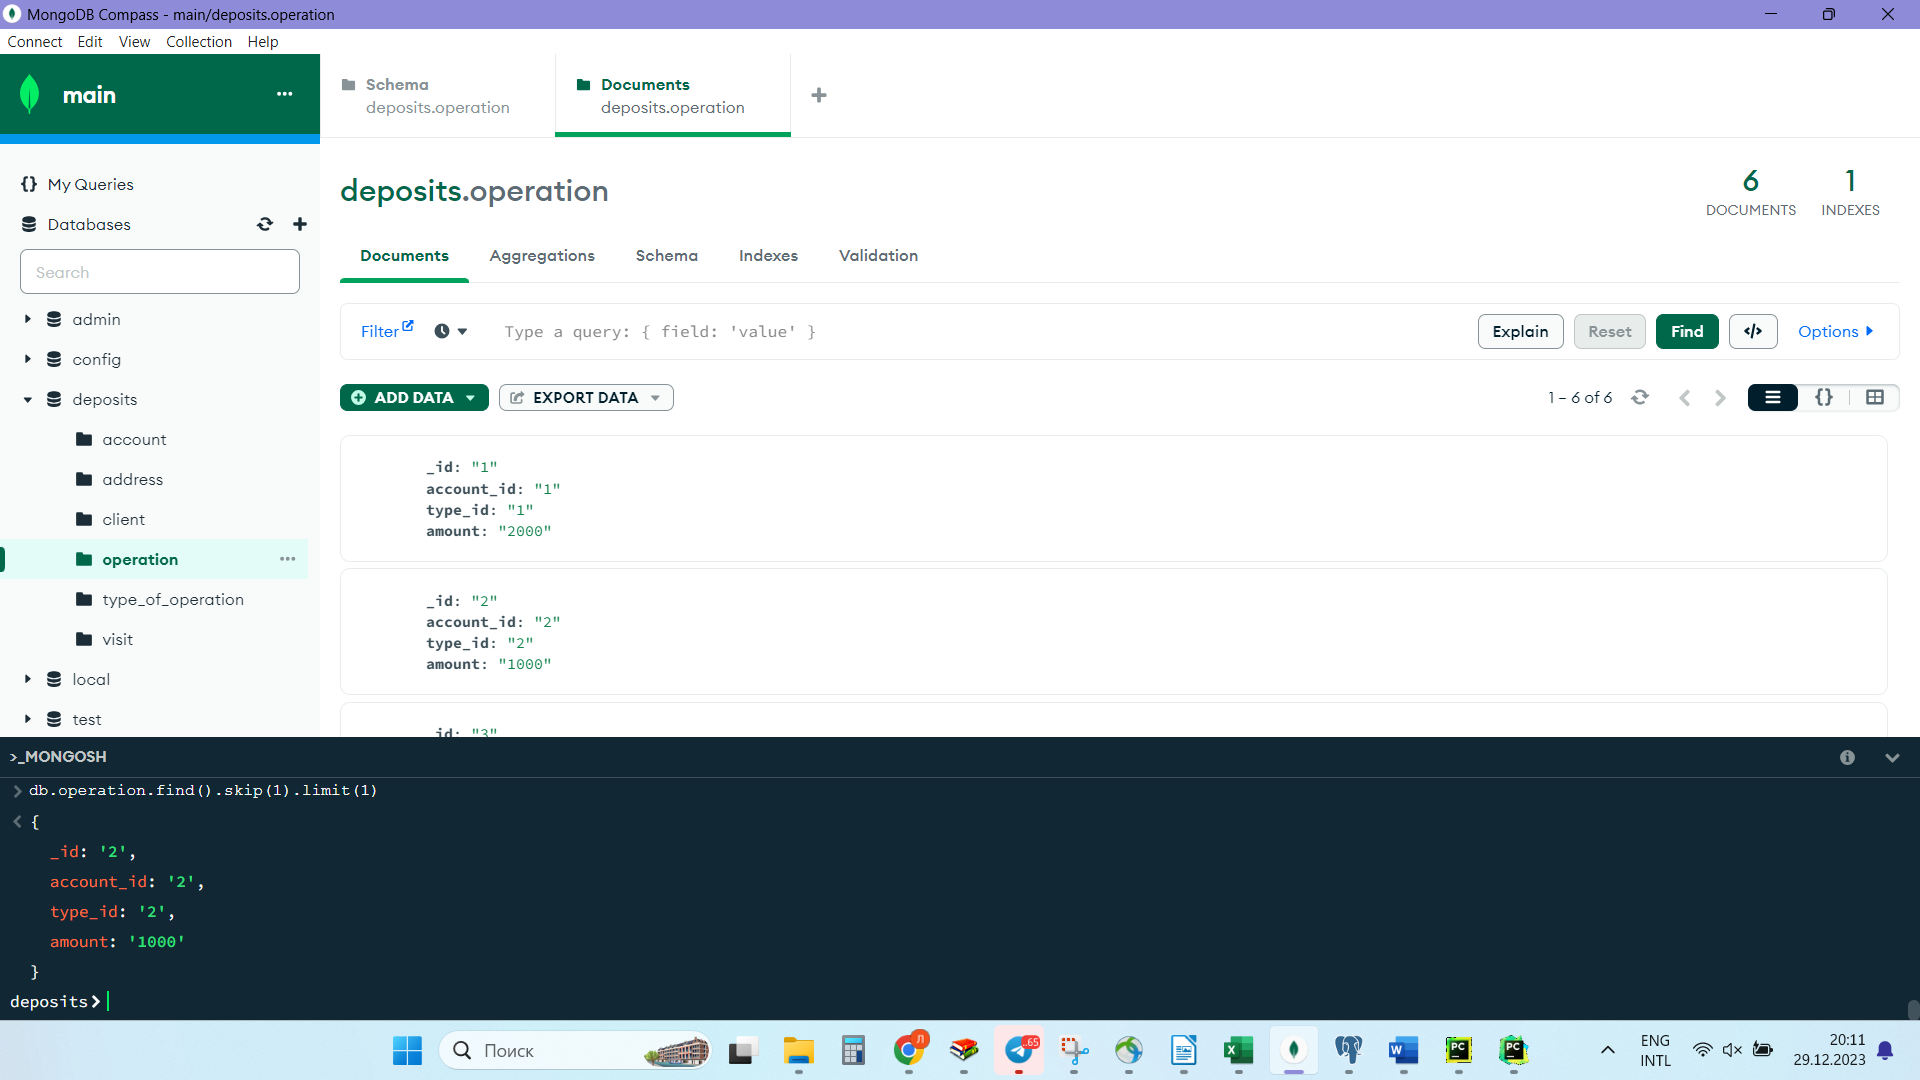 MongoDB Compass - main/deposits.operation
Connect Edit View Collection Help
main
Schema
deposits.operation
Documents
deposits.operation
My Queries
Databases
Search
admin
config
deposits
account
address
client
operation
type_of_operation
visit
local
test
deposits.operation
6
DOCUMENTS
1
INDEXES
Documents Aggregations Schema Indexes Validation
Filter Type a query: { field: 'value' } Explain Reset Find </> Options
ADD DATA EXPORT DATA 1 – 6 of 6 {}
_id: "1"
account_id: "1"
type_id: "1"
amount: "2000"
_id: "2"
account_id: "2"
type_id: "2"
amount: "1000"
_id: "3"
>_MONGOSH
> db.operation.find().skip(1).limit(1)
< {
_id: '2',
account_id: '2',
type_id: '2',
amount: '1000'
}
deposits>
Поиск
Л
..65
X
W
PC
PC
ENG
INTL
20:11
29.12.2023